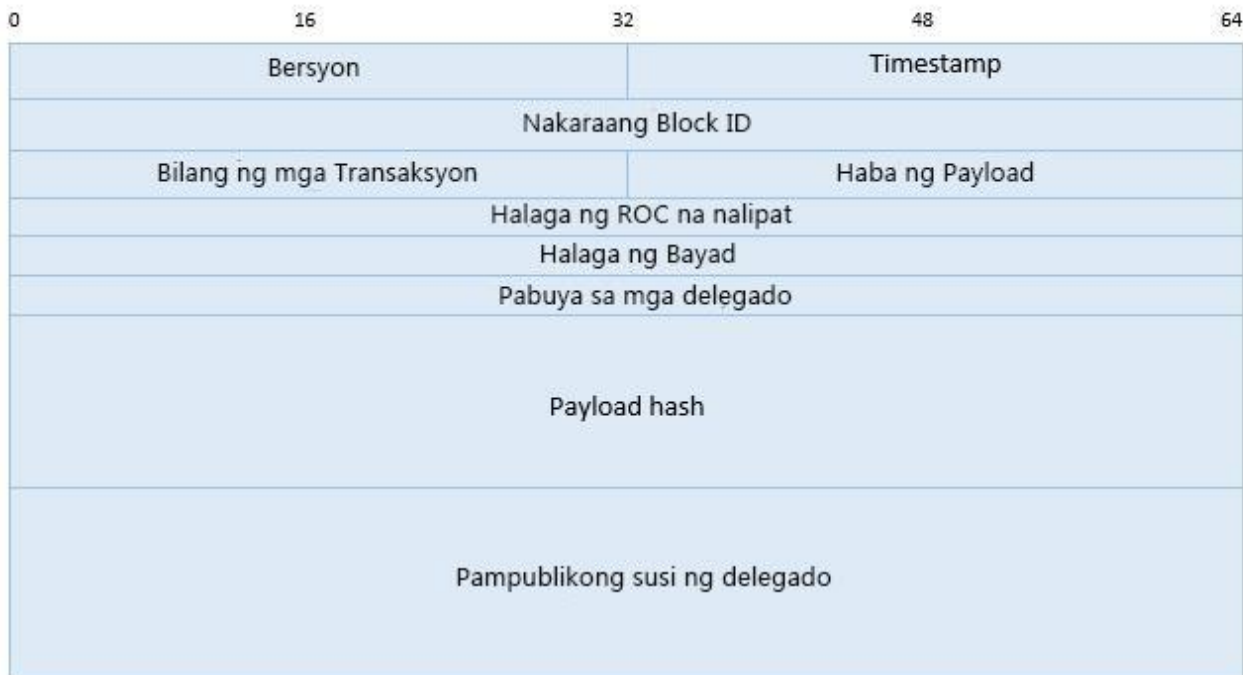 0 16 32 48 64
Bersyon Timestamp
Nakaraang Block ID
Bilang ng mga Transaksyon Haba ng Payload
Halaga ng ROC na nalipat
Halaga ng Bayad
Pabuya sa mga delegado
Payload hash
Pampublikong susi ng delegado